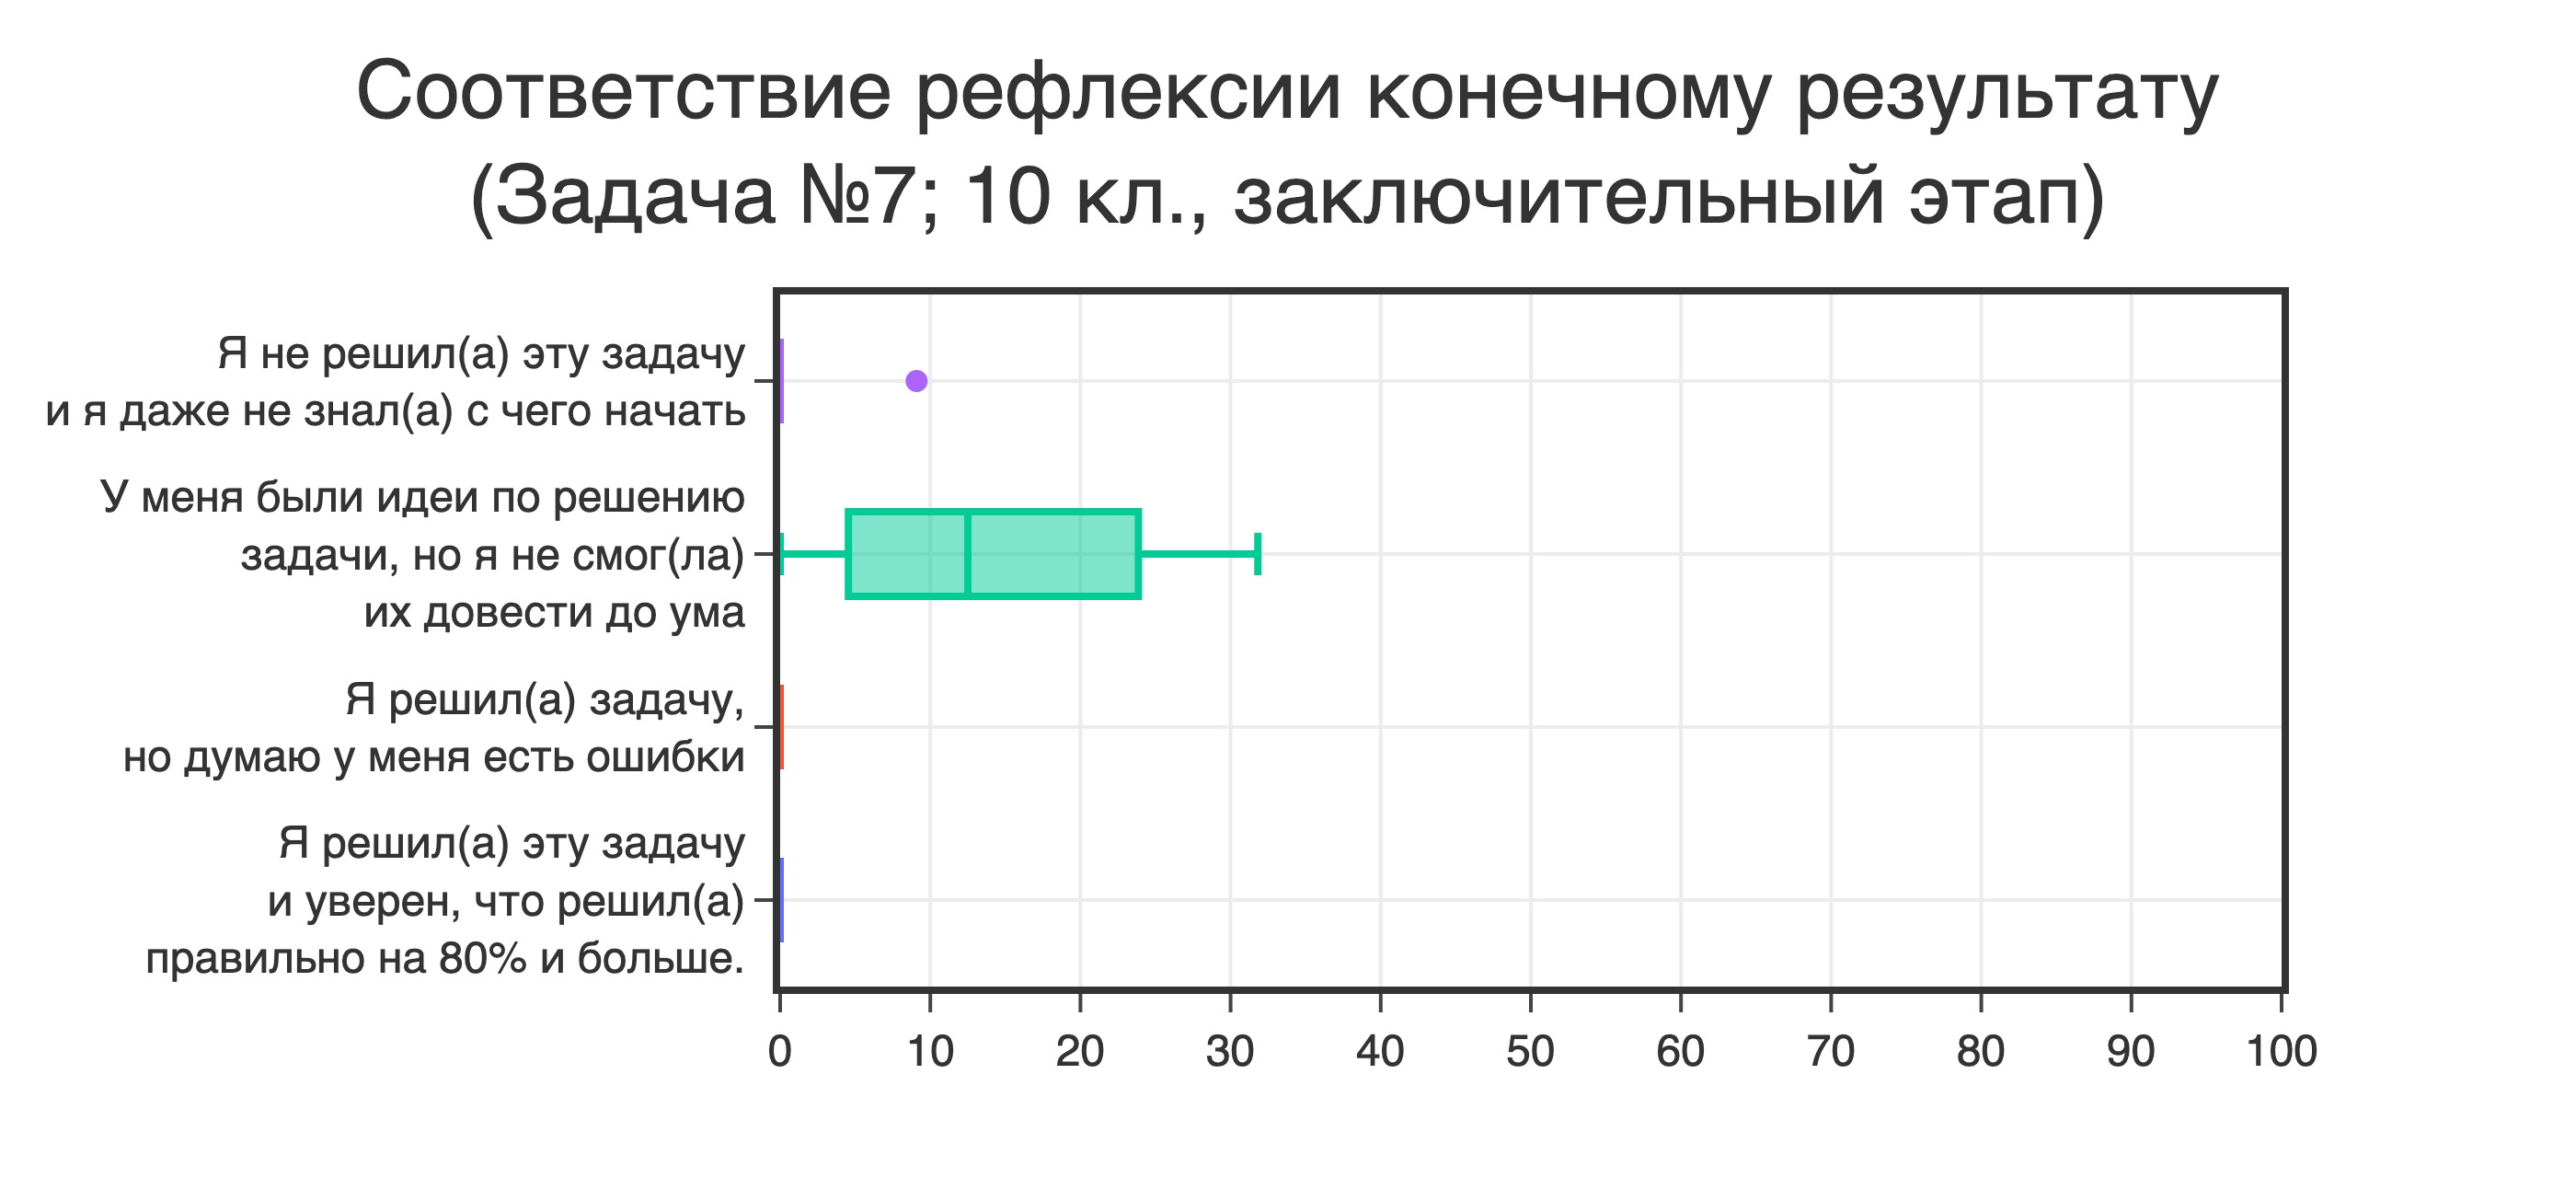 Соответствие рефлексии конечному результату
(Задача №7; 10 кл., заключительный этап)
Я не решил(а) эту задачу
и я даже не знал(а) с чего начать
У меня были идеи по решению
задачи, но я не смог(ла)
их довести до ума
Я решил(а) задачу,
но думаю у меня есть ошибки
Я решил(а) эту задачу
и уверен, что решил(а)
правильно на 80% и больше.
0 10 20 30 40 50 60 70 80 90 100